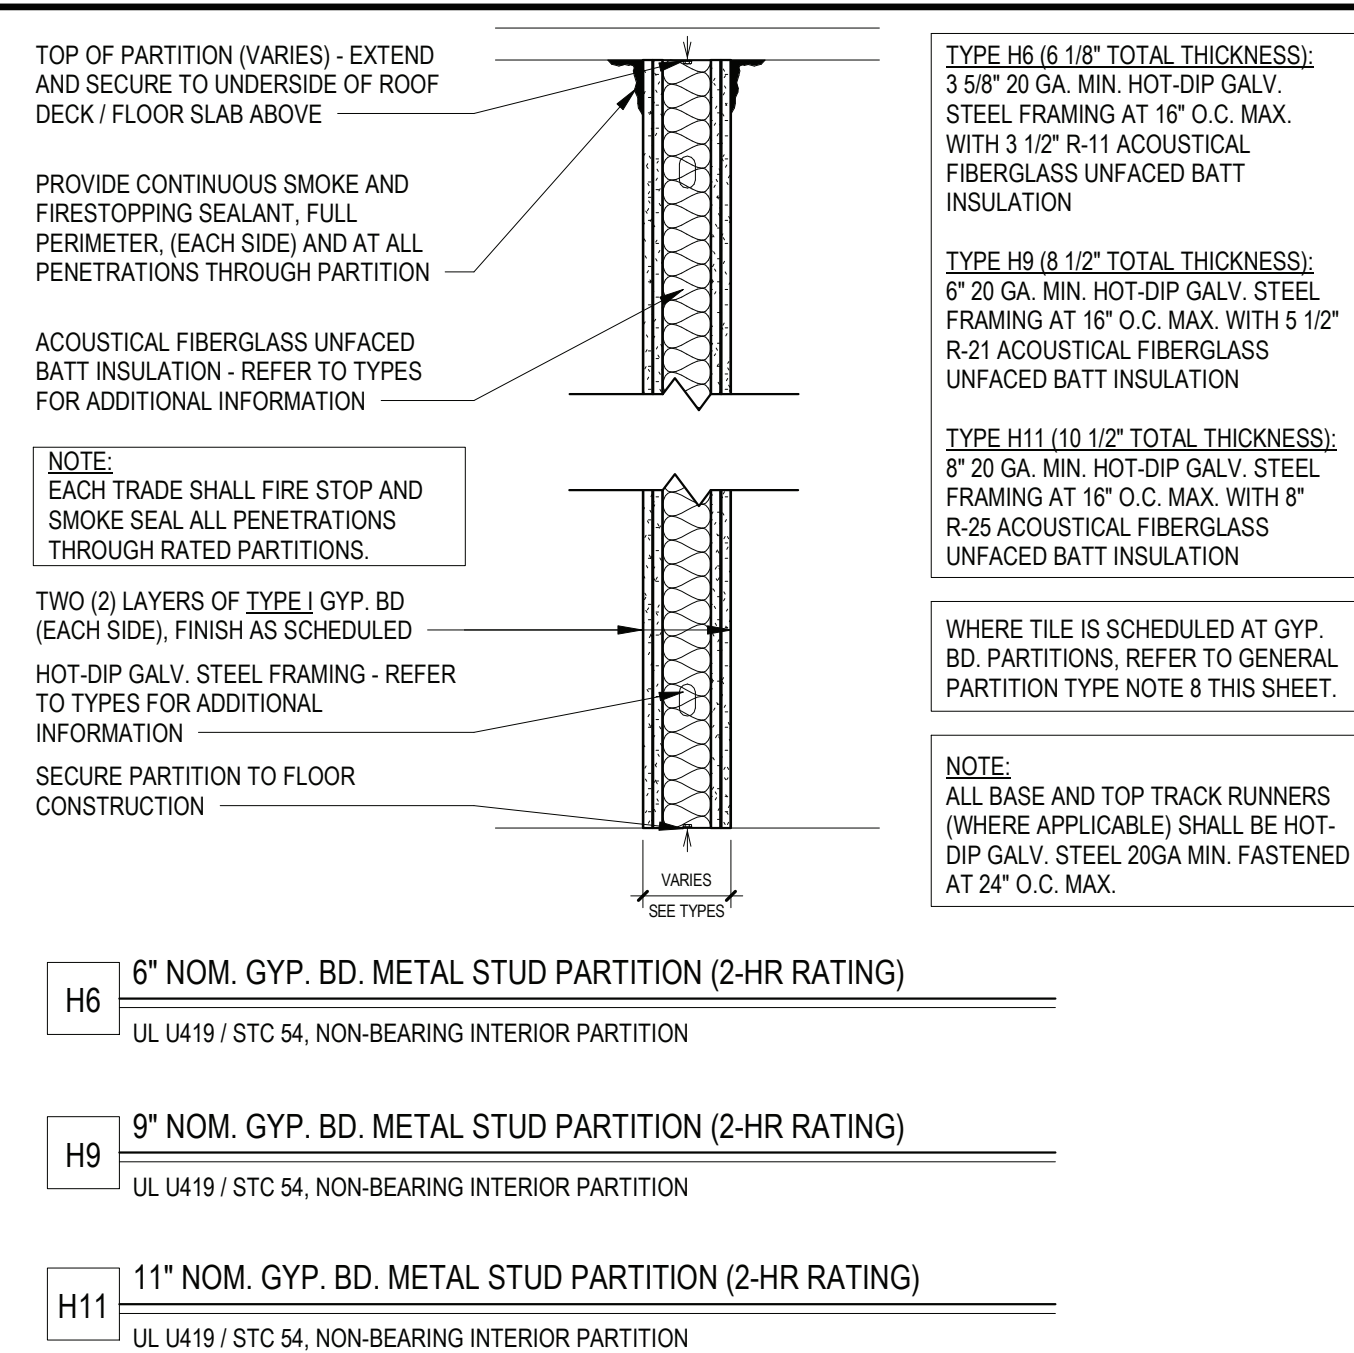 TOP OF PARTITION (VARIES) - EXTEND
AND SECURE TO UNDERSIDE OF ROOF
DECK / FLOOR SLAB ABOVE
PROVIDE CONTINUOUS SMOKE AND
FIRESTOPPING SEALANT, FULL
PERIMETER, (EACH SIDE) AND AT ALL
PENETRATIONS THROUGH PARTITION
ACOUSTICAL FIBERGLASS UNFACED
BATT INSULATION - REFER TO TYPES
FOR ADDITIONAL INFORMATION
NOTE:
EACH TRADE SHALL FIRE STOP AND
SMOKE SEAL ALL PENETRATIONS
THROUGH RATED PARTITIONS.
TWO (2) LAYERS OF TYPE I GYP. BD
(EACH SIDE), FINISH AS SCHEDULED
HOT-DIP GALV. STEEL FRAMING - REFER
TO TYPES FOR ADDITIONAL
INFORMATION
SECURE PARTITION TO FLOOR
CONSTRUCTION
VARIES
SEE TYPES
TYPE H6 (6 1/8" TOTAL THICKNESS):
3 5/8" 20 GA. MIN. HOT-DIP GALV.
STEEL FRAMING AT 16" O.C. MAX.
WITH 3 1/2" R-11 ACOUSTICAL
FIBERGLASS UNFACED BATT
INSULATION
TYPE H9 (8 1/2" TOTAL THICKNESS):
6" 20 GA. MIN. HOT-DIP GALV. STEEL
FRAMING AT 16" O.C. MAX. WITH 5 1/2"
R-21 ACOUSTICAL FIBERGLASS
UNFACED BATT INSULATION
TYPE H11 (10 1/2" TOTAL THICKNESS):
8" 20 GA. MIN. HOT-DIP GALV. STEEL
FRAMING AT 16" O.C. MAX. WITH 8"
R-25 ACOUSTICAL FIBERGLASS
UNFACED BATT INSULATION
WHERE TILE IS SCHEDULED AT GYP.
BD. PARTITIONS, REFER TO GENERAL
PARTITION TYPE NOTE 8 THIS SHEET.
NOTE:
ALL BASE AND TOP TRACK RUNNERS
(WHERE APPLICABLE) SHALL BE HOT-
DIP GALV. STEEL 20GA MIN. FASTENED
AT 24" O.C. MAX.
H6
6" NOM. GYP. BD. METAL STUD PARTITION (2-HR RATING)
UL U419 / STC 54, NON-BEARING INTERIOR PARTITION
H9
9" NOM. GYP. BD. METAL STUD PARTITION (2-HR RATING)
UL U419 / STC 54, NON-BEARING INTERIOR PARTITION
H11
11" NOM. GYP. BD. METAL STUD PARTITION (2-HR RATING)
UL U419 / STC 54, NON-BEARING INTERIOR PARTITION